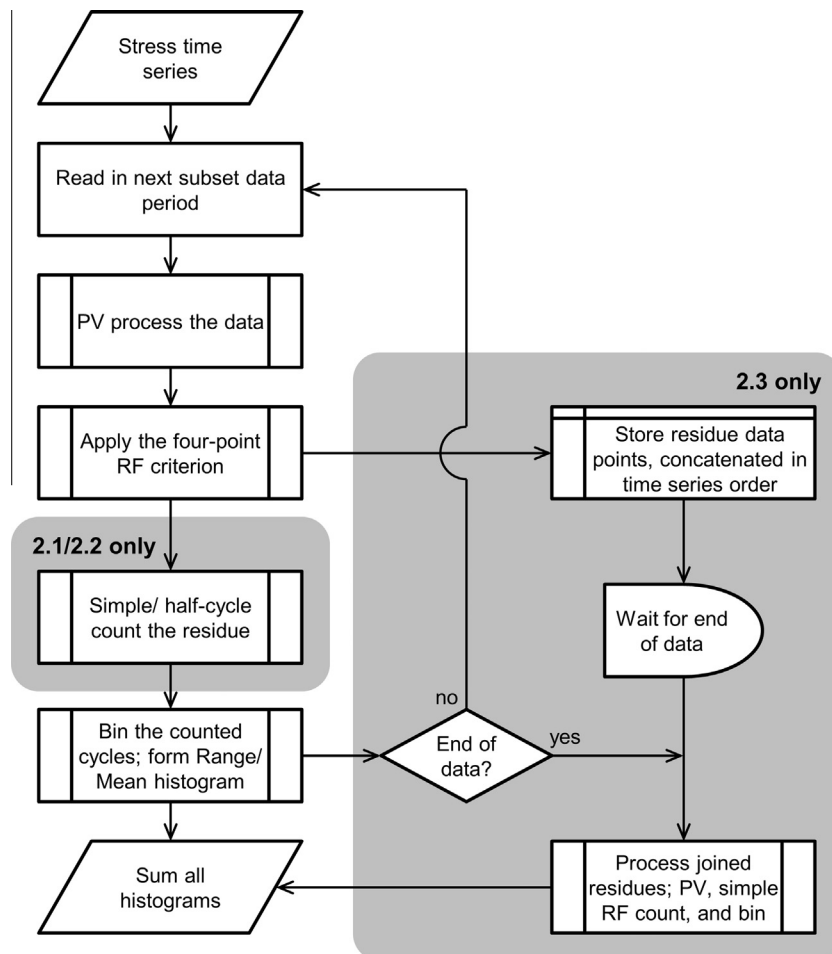 Stress time
series
Read in next subset data
period
PV process the data
2.3 only
Apply the four-point
RF criterion
Store residue data
points, concatenated in
time series order
2.1/2.2 only
Simple/ half-cycle
count the residue
Wait for end
of data
no
Bin the counted
cycles; form Range/
Mean histogram
End of
data?
yes
Sum all
histograms
Process joined
residues; PV, simple
RF count, and bin